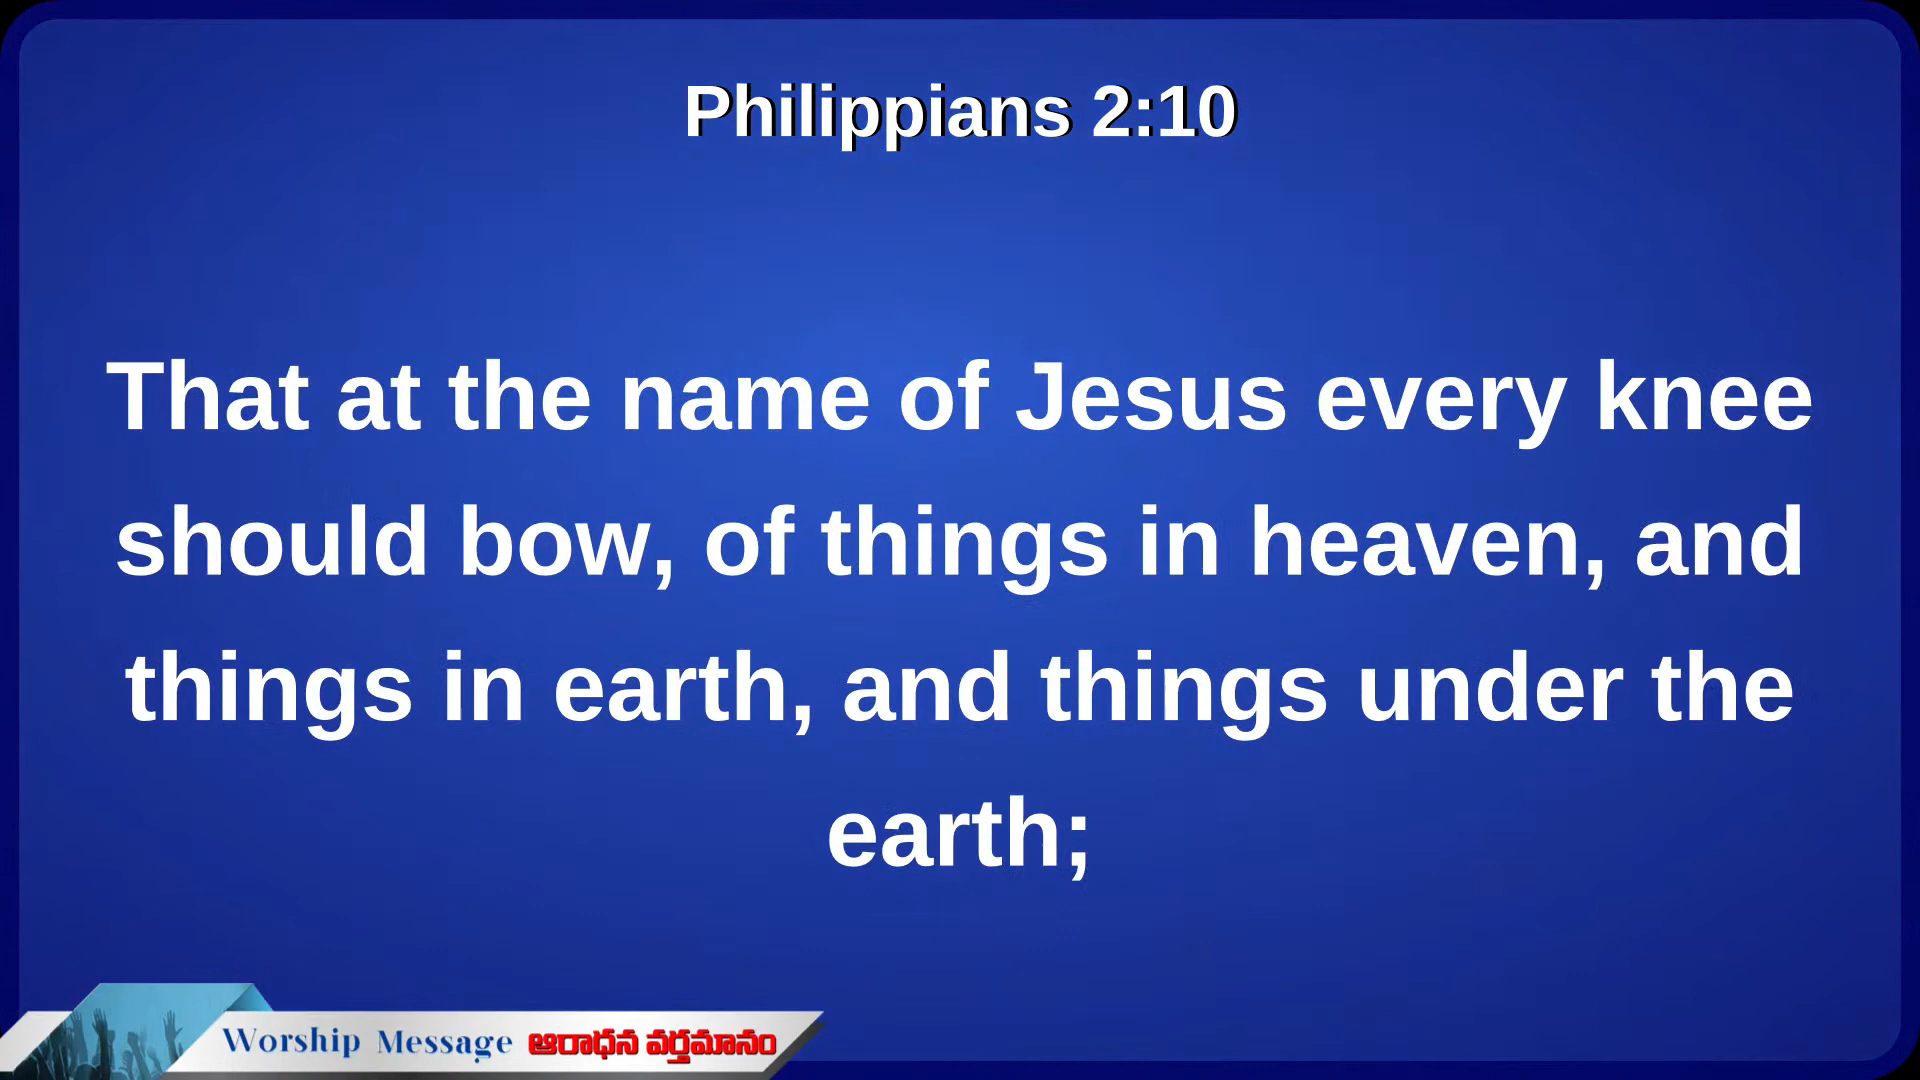 Philippians 2:10
That at the name of Jesus every knee
should bow, of things in heaven, and
things in earth, and things under the
earth;
Worship Message ఆరాధన వర్తమానం